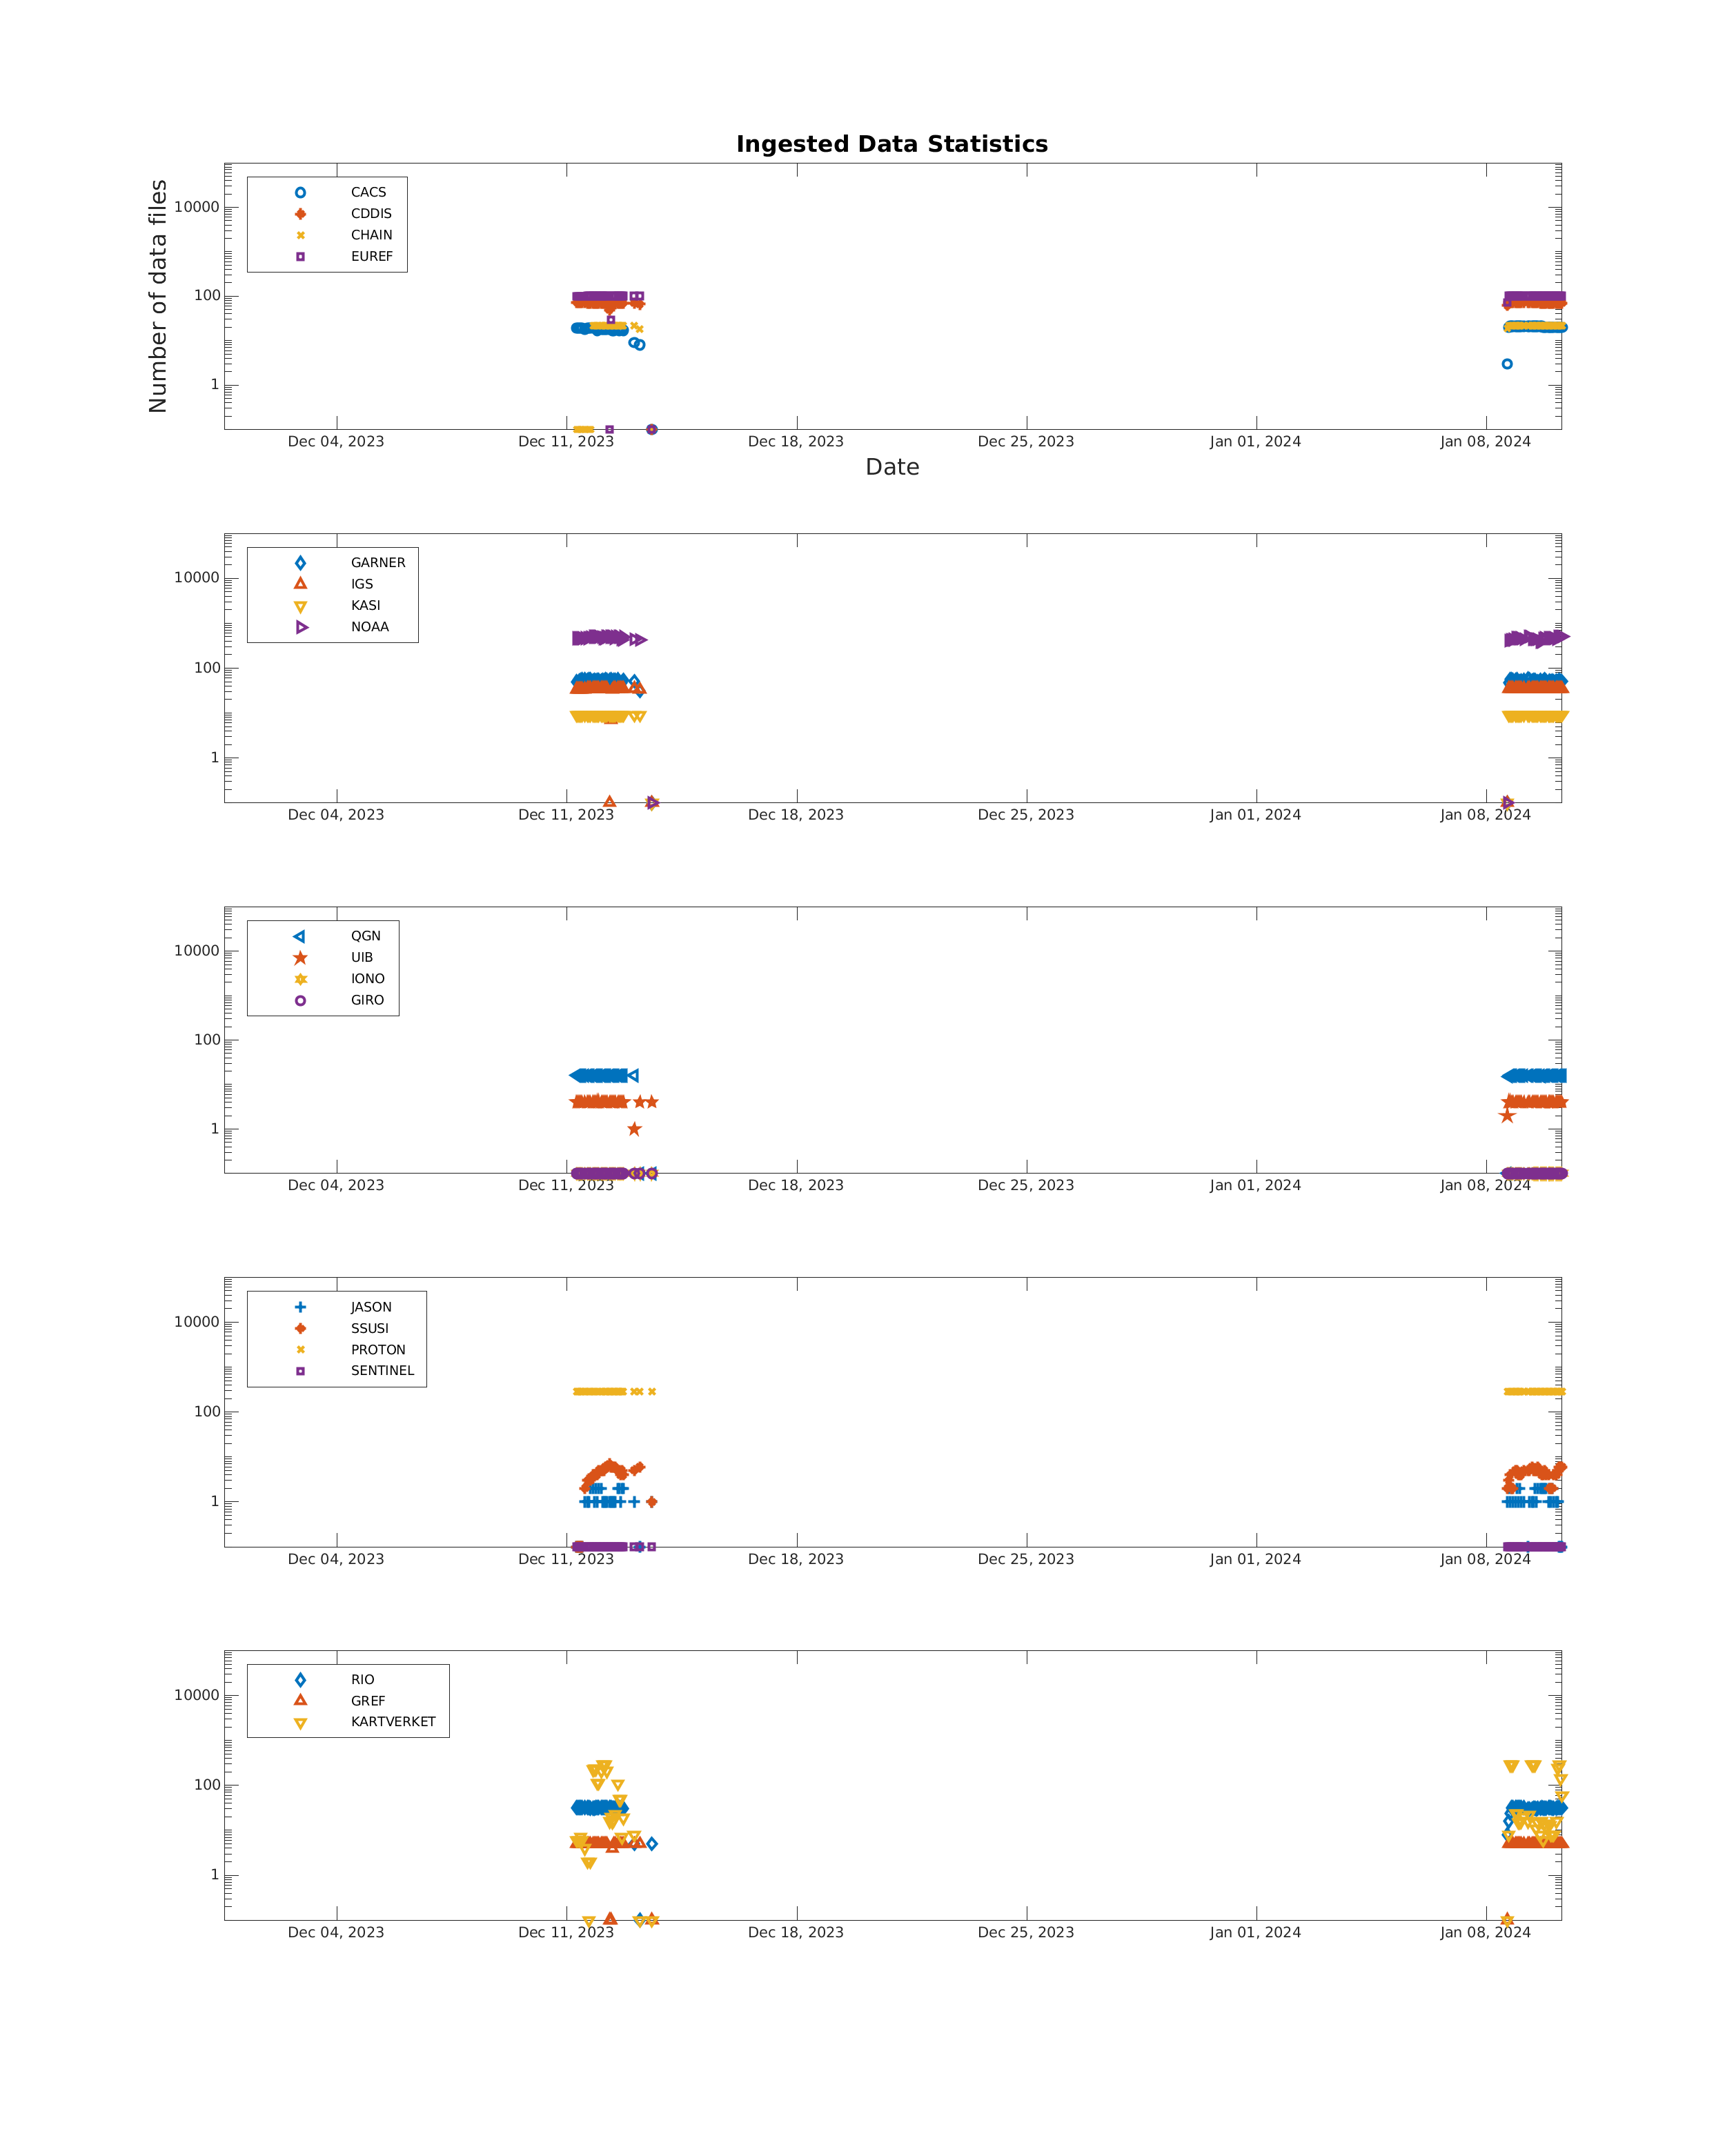 Ingested Data Statistics
Number of data files
10000
100
1
CACS
CDDIS
CHAIN
EUREF
Dec 04, 2023 Dec 11, 2023 Dec 18, 2023 Dec 25, 2023 Jan 01, 2024 Jan 08, 2024
Date
10000
100
1
GARNER
IGS
KASI
NOAA
Dec 04, 2023 Dec 11, 2023 Dec 18, 2023 Dec 25, 2023 Jan 01, 2024 Jan 08, 2024
10000
100
1
QGN
UIB
IONO
GIRO
Dec 04, 2023 Dec 11, 2023 Dec 18, 2023 Dec 25, 2023 Jan 01, 2024 Jan 08, 2024
10000
100
1
JASON
SSUSI
PROTON
SENTINEL
Dec 04, 2023 Dec 11, 2023 Dec 18, 2023 Dec 25, 2023 Jan 01, 2024 Jan 08, 2024
10000
100
1
RIO
GREF
KARTVERKET
Dec 04, 2023 Dec 11, 2023 Dec 18, 2023 Dec 25, 2023 Jan 01, 2024 Jan 08, 2024